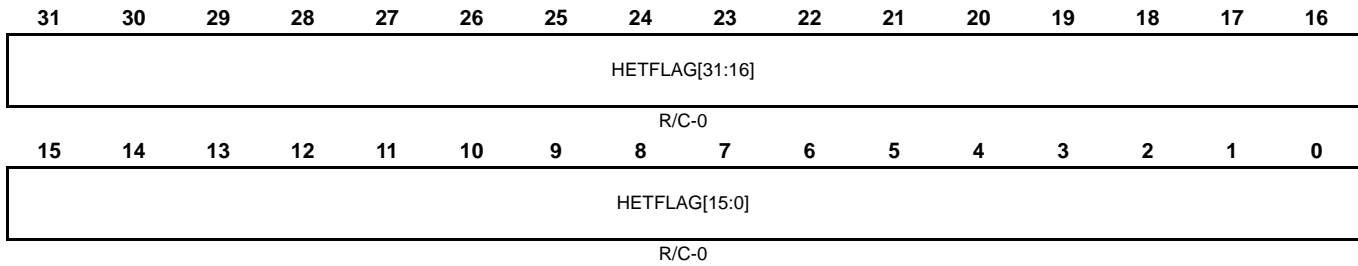 31 30 29 28 27 26 25 24 23 22 21 20 19 18 17 16
HETFLAG[31:16]
R/C-0
15 14 13 12 11 10 9 8 7 6 5 4 3 2 1 0
HETFLAG[15:0]
R/C-0